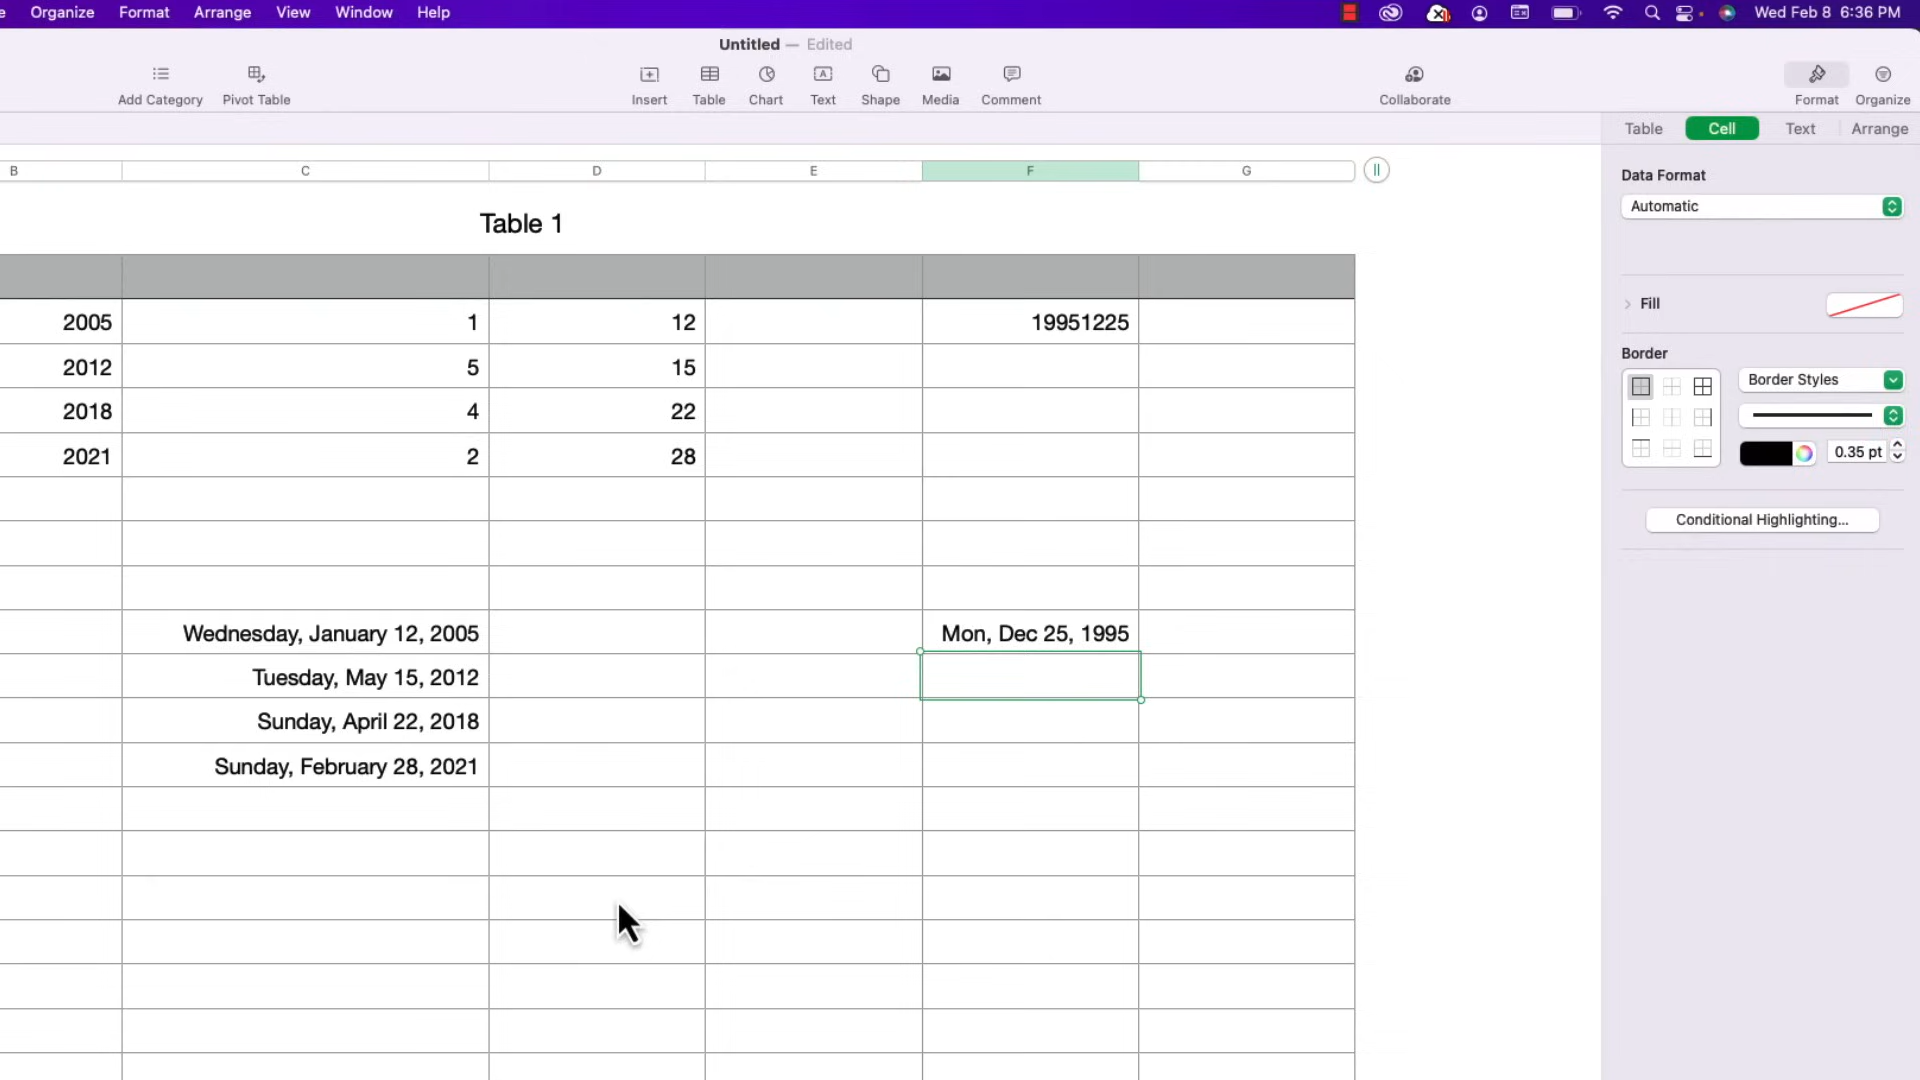 Organize Format Arrange View Window Help Wed Feb 8 6:36 PM
Untitled — Edited
Add Category Pivot Table Insert Table Chart Text Shape Media Comment Collaborate Format Organize
Table Cell Text Arrange
B C D E F G
Data Format
Automatic
Table 1
Fill
2005 1 12 19951225
Border
2012 5 15
Border Styles
2018 4 22
2021 2 28
0.35 pt
Conditional Highlighting...
Wednesday, January 12, 2005 Mon, Dec 25, 1995
Tuesday, May 15, 2012
Sunday, April 22, 2018
Sunday, February 28, 2021